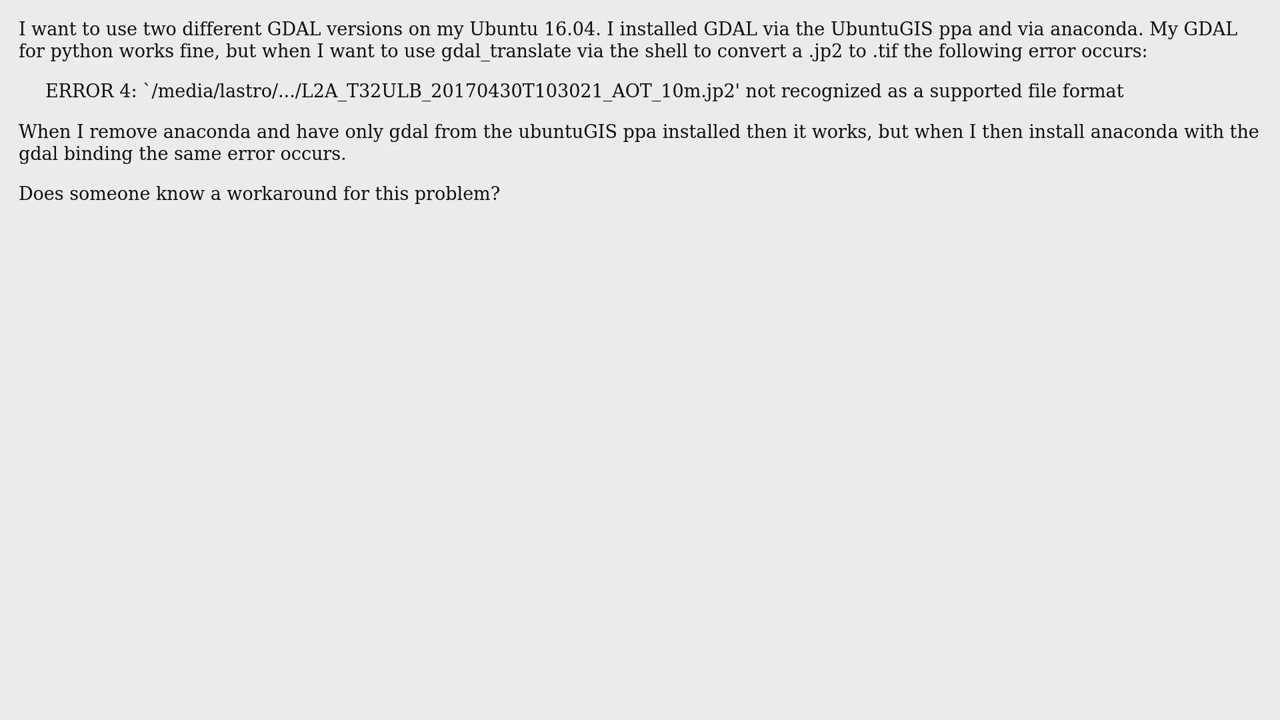 I want to use two different GDAL versions on my Ubuntu 16.04. I installed GDAL via the UbuntuGIS ppa and via anaconda. My GDAL
for python works fine, but when I want to use gdal_translate via the shell to convert a .jp2 to .tif the following error occurs:
ERROR 4: `/media/lastro/.../L2A_T32ULB_20170430T103021_AOT_10m.jp2' not recognized as a supported file format
When I remove anaconda and have only gdal from the ubuntuGIS ppa installed then it works, but when I then install anaconda with the
gdal binding the same error occurs.
Does someone know a workaround for this problem?